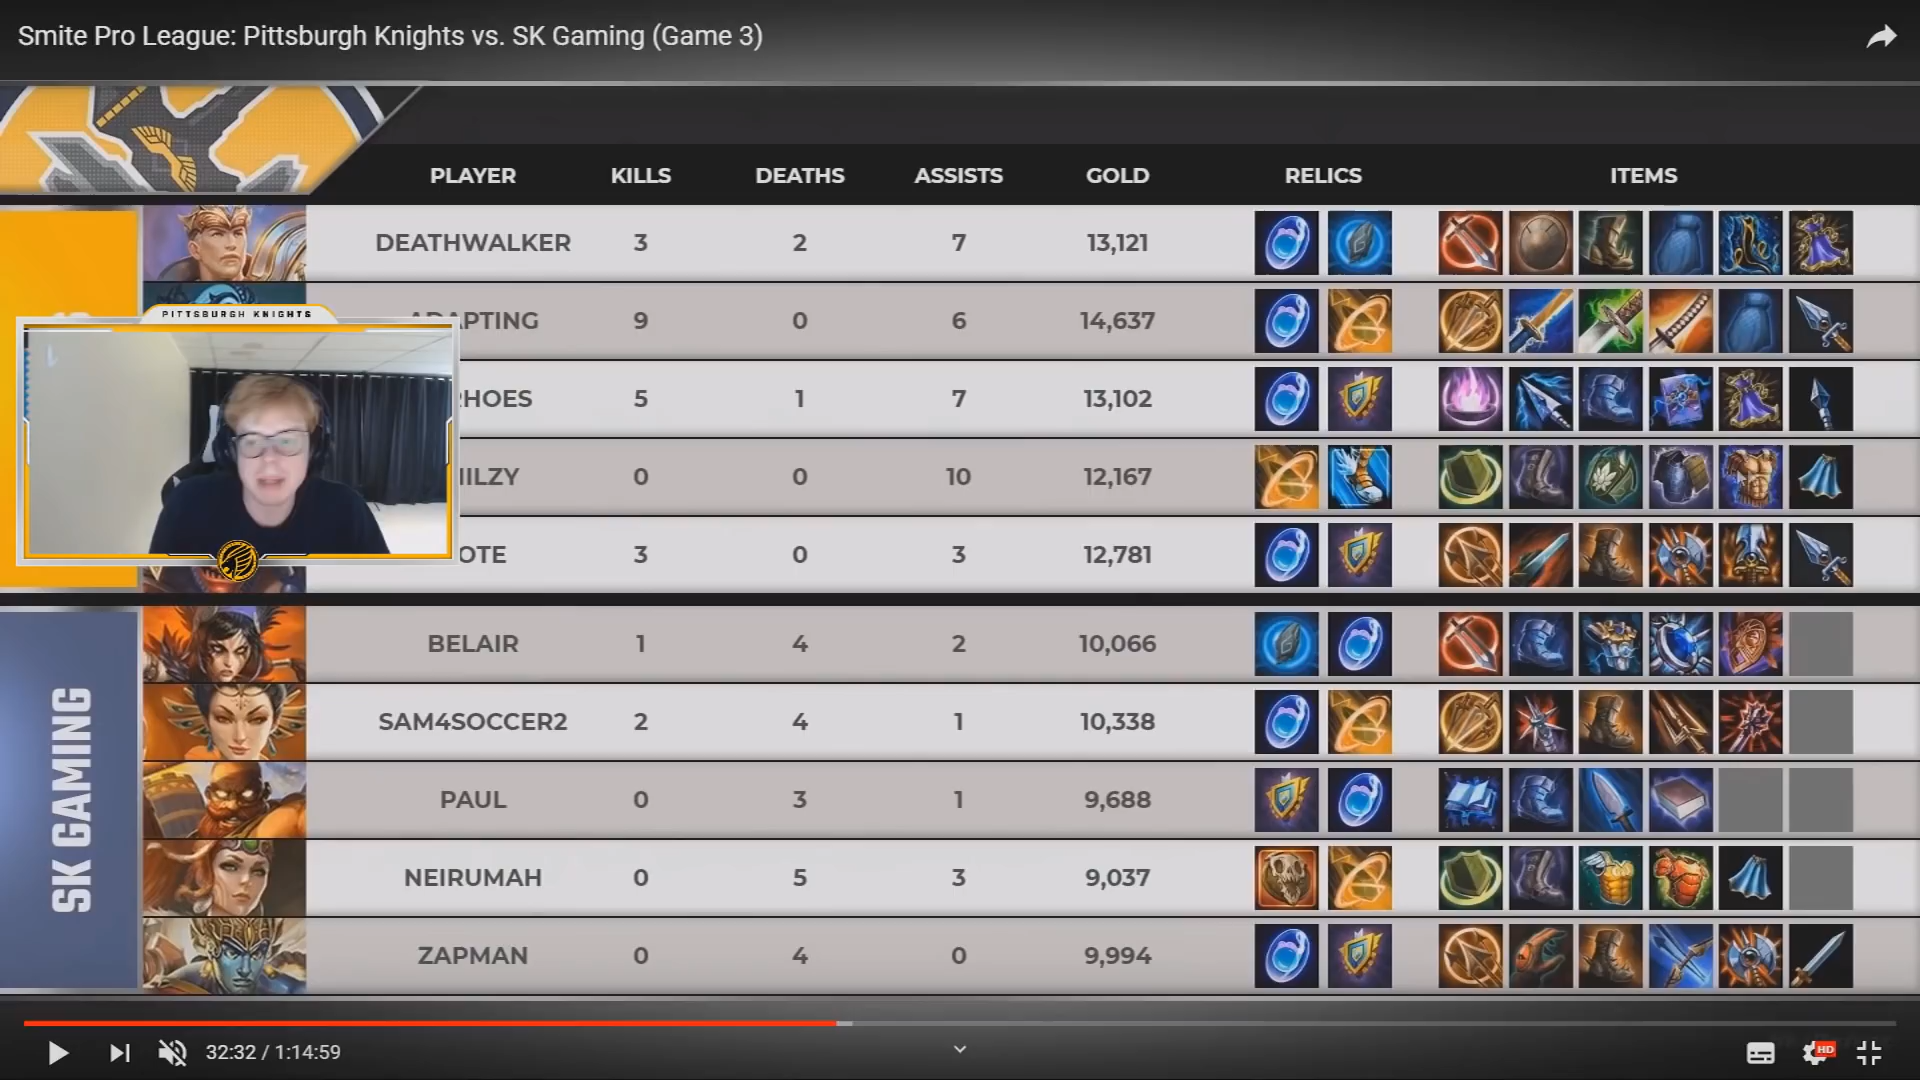 Smite Pro League: Pittsburgh Knights vs. SK Gaming (Game 3)
PLAYER KILLS DEATHS ASSISTS GOLD RELICS ITEMS
DEATHWALKER 3 2 7 13,121
ADAPTING 9 0 6 14,637
PITTSBURGH KNIGHTS
RHOES 5 1 7 13,102
ILZY 0 0 10 12,167
OTE 3 0 3 12,781
SK GAMING
BELAIR 1 4 2 10,066
SAM4SOCCER2 2 4 1 10,338
PAUL 0 3 1 9,688
NEIRUMAH 0 5 3 9,037
ZAPMAN 0 4 0 9,994
32:32 / 1:14:59
HD